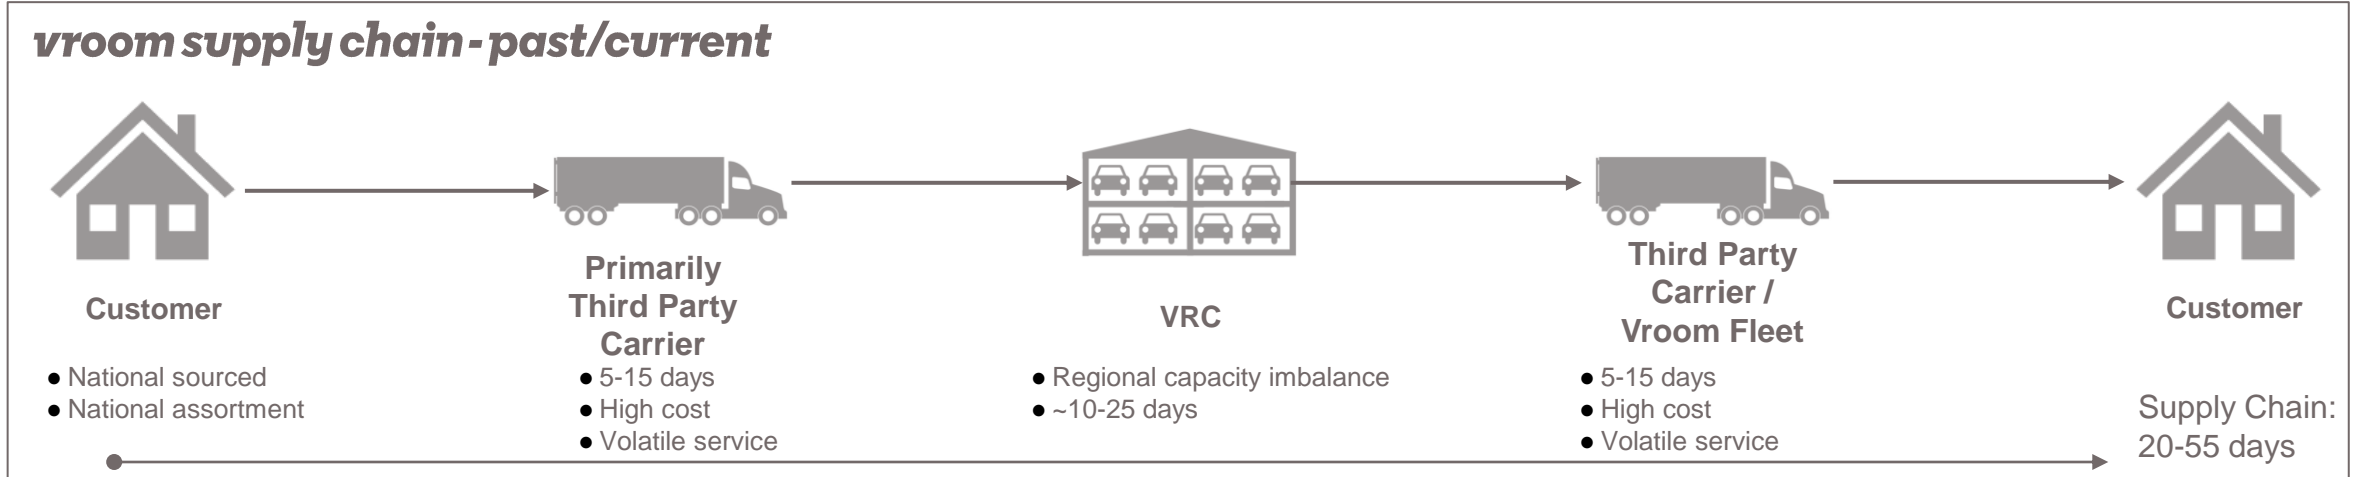 vroom supply chain - past/current
Customer
● National sourced
● National assortment
Primarily
Third Party
Carrier
● 5-15 days
● High cost
● Volatile service
VRC
● Regional capacity imbalance
● ~10-25 days
Third Party
Carrier /
Vroom Fleet
● 5-15 days
● High cost
● Volatile service
Customer
Supply Chain:
20-55 days